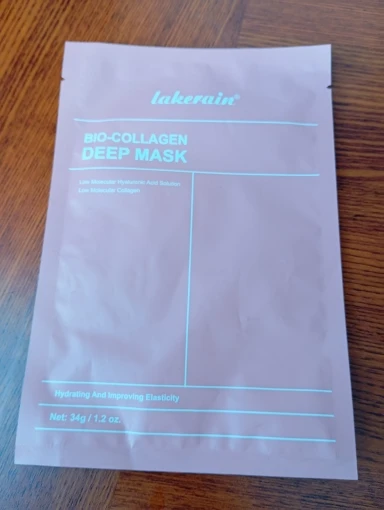 lakerain®
BIO-COLLAGEN
DEEP MASK
Low Molecular Hyaluronic Acid Solution
Low Molecular Collagen
Hydrating And Improving Elasticity
Net: 34g / 1.2 oz.